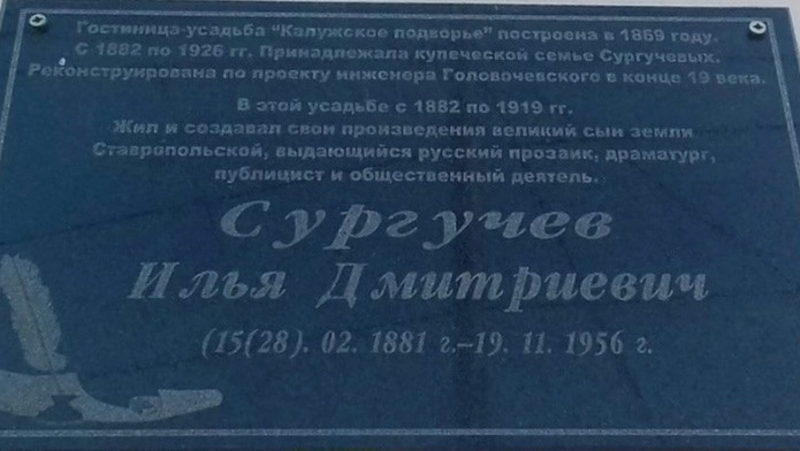 Гостиница-усадьба "Калужское подворье" построена в 1859 году.
С 1882 по 1926 гг. Принадлежала купеческой семье Сургучевых.
Реконструирована по проекту инженера Головочевского в конце 19 века.
В этой усадьбе с 1882 по 1919 гг.
Жил и создавал свои произведения великий сын земли
Ставропольской, выдающийся русский прозаик, драматург,
публицист и общественный деятель.
Сургучев
Илья Дмитриевич
(15(28). 02. 1881 г.–19. 11. 1956 г.